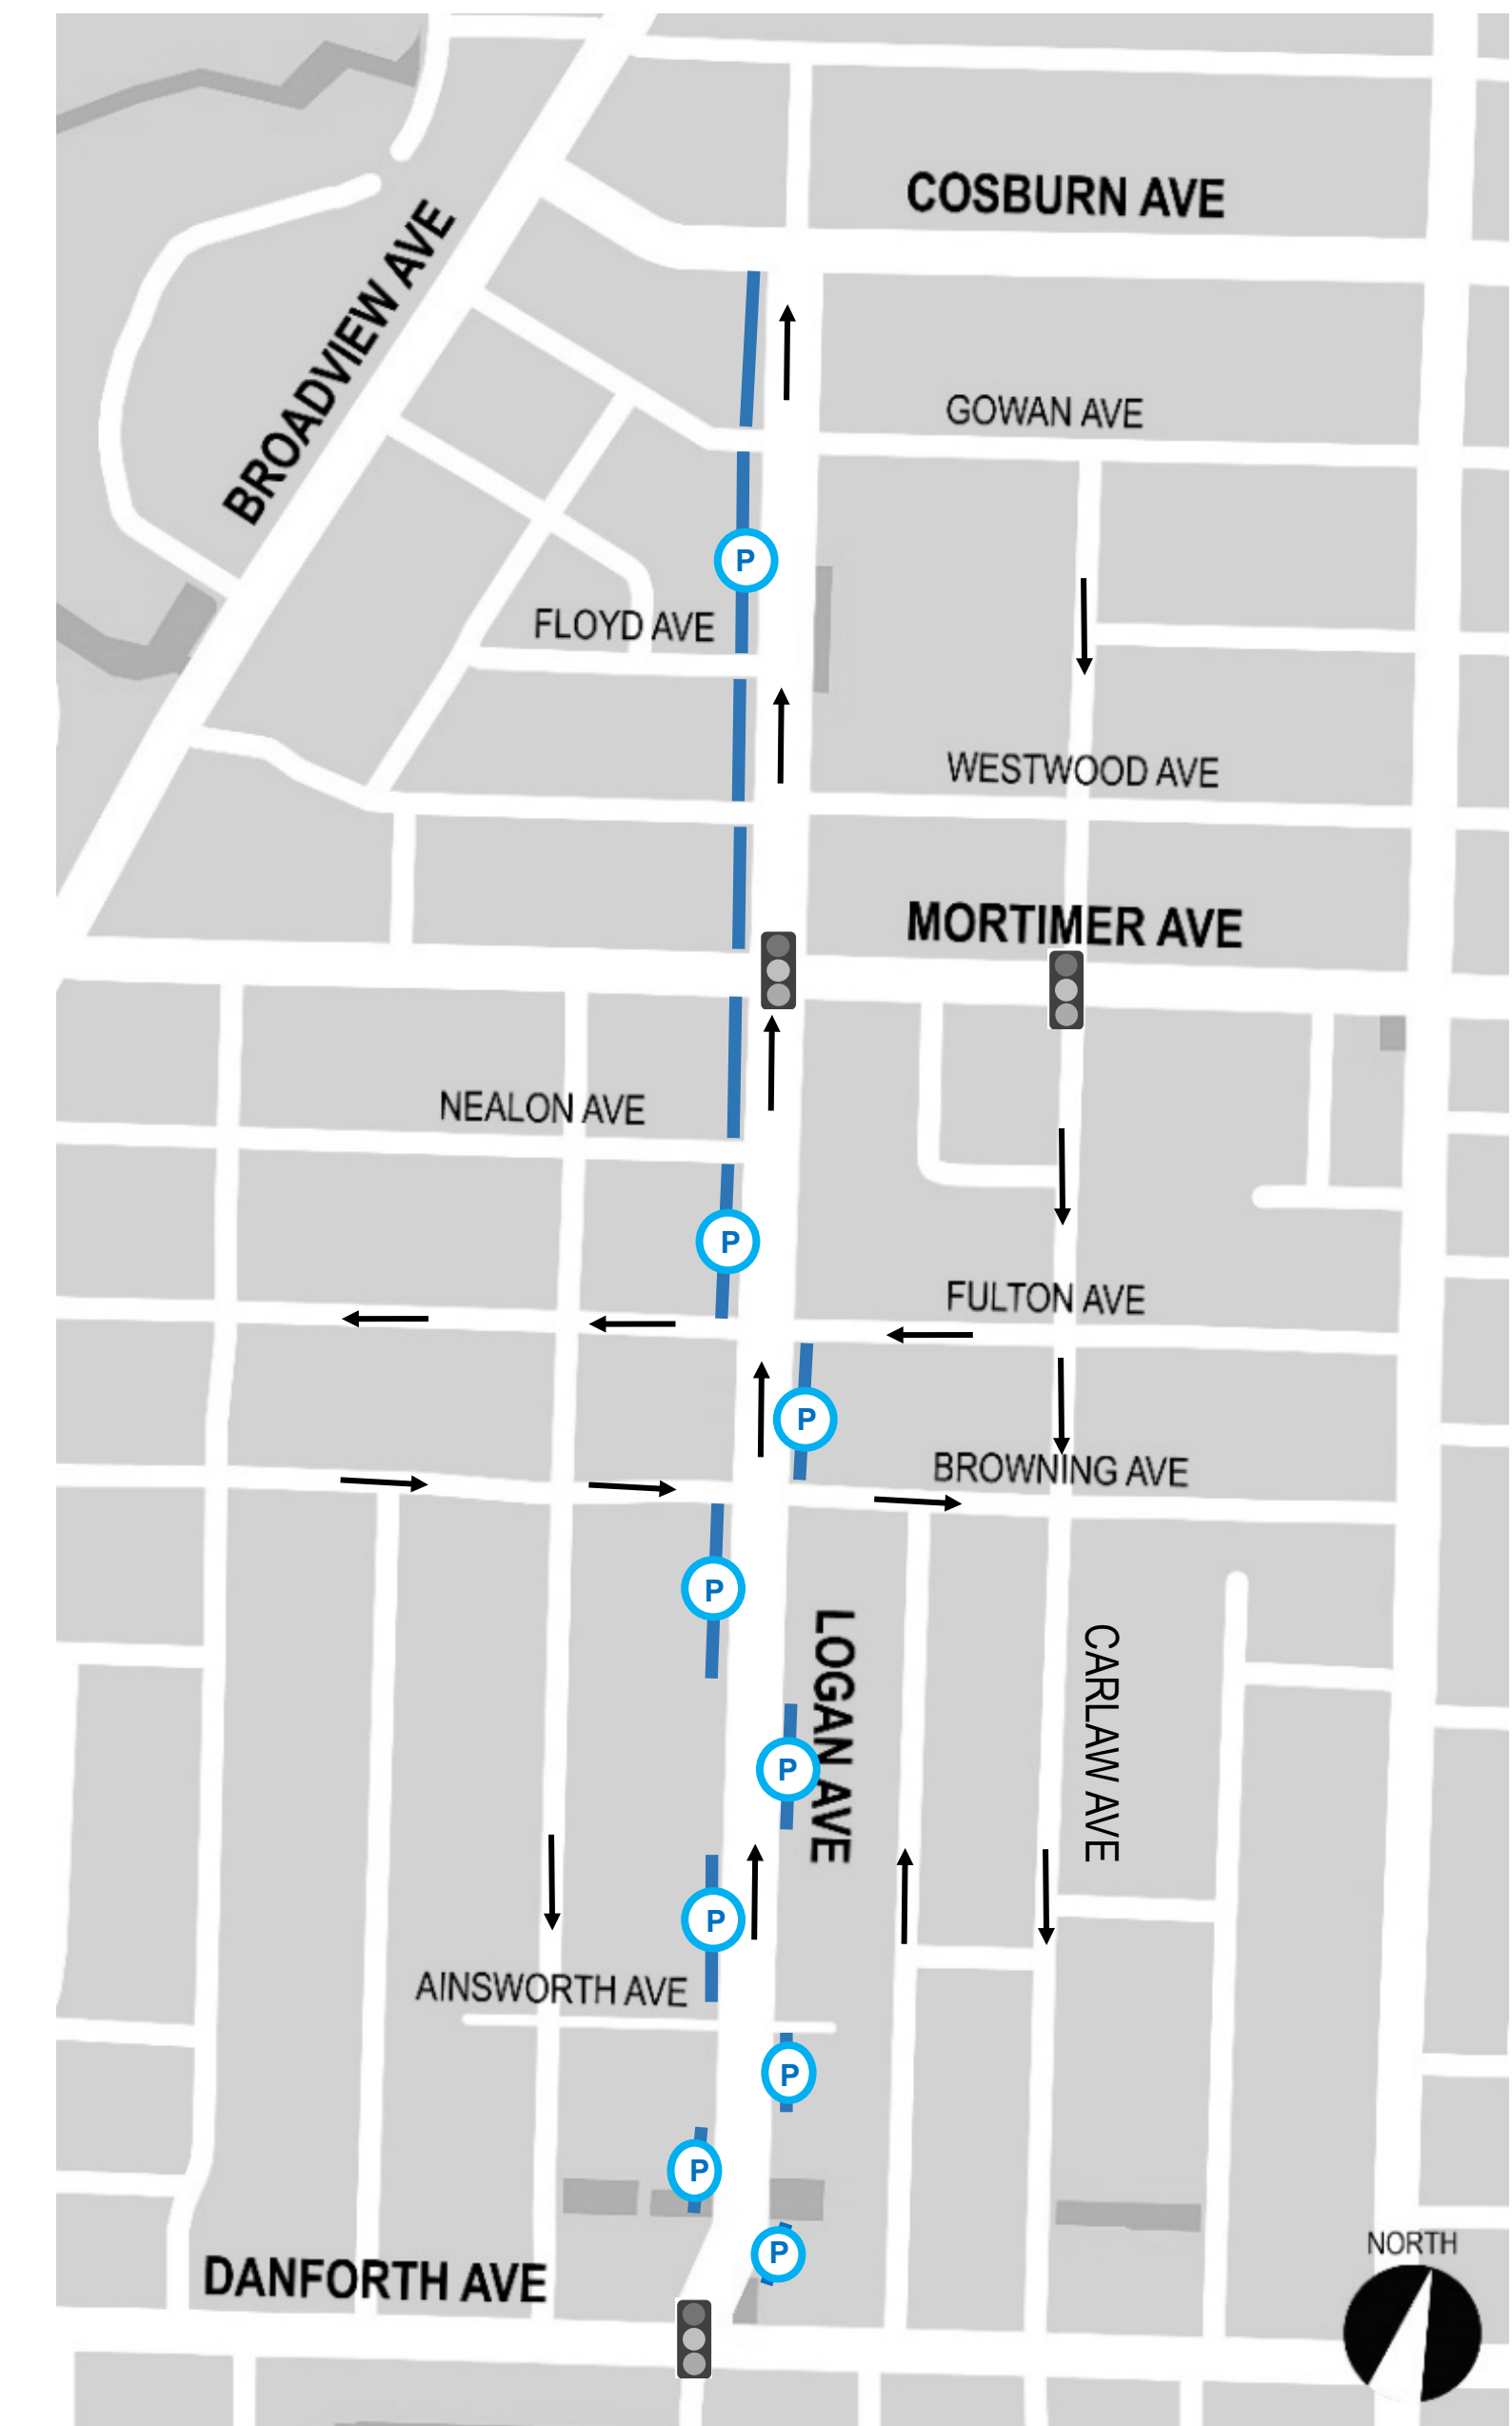 COSBURN AVE
BROADVIEW AVE
GOWAN AVE
P
FLOYD AVE
WESTWOOD AVE
MORTIMER AVE
NEALON AVE
P
FULTON AVE
P
BROWNING AVE
P
LOGAN AVE
CARLAW AVE
P
P
AINSWORTH AVE
P
P
NORTH
P
DANFORTH AVE